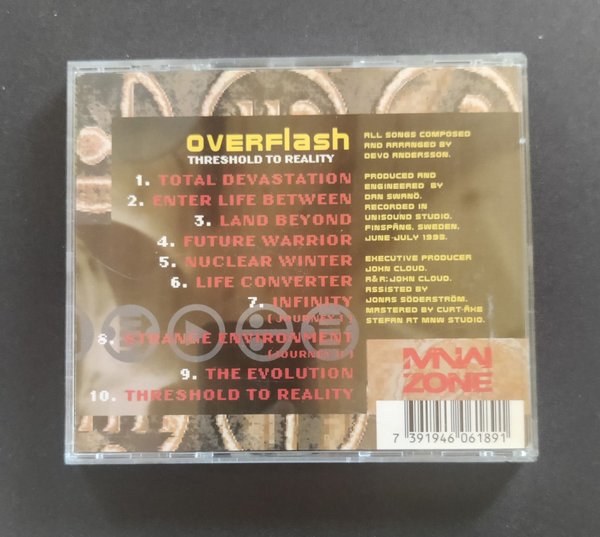 OVERFlash
THRESHOLD TO REALITY
1. TOTAL DEVASTATION
2. ENTER LIFE BETWEEN
3. LAND BEYOND
4. FUTURE WARRIOR
5. NUCLEAR WINTER
6. LIFE CONVERTER
7. INFINITY
8. STRANGE ENVIRONMENT
9. THE EVOLUTION
10. THRESHOLD TO REALITY
ALL SONGS COMPOSED
AND ARRANGED BY
DEVO ANDERSSON.
PRODUCED AND
ENGINEERED BY
DAN SWANÖ.
RECORDED IN
UNISOUND STUDIO.
FINSPÅNG. SWEDEN.
JUNE-JULY 1993.
EXECUTIVE PRODUCER
JOHN CLOUD.
A&R: JOHN CLOUD.
ASSISTED BY
JONAS SÖDERSTRÖM.
MASTERED BY CURT-ÅKE
STEFAN AT MNW STUDIO.
MNW
ZONE
7 391946 061891